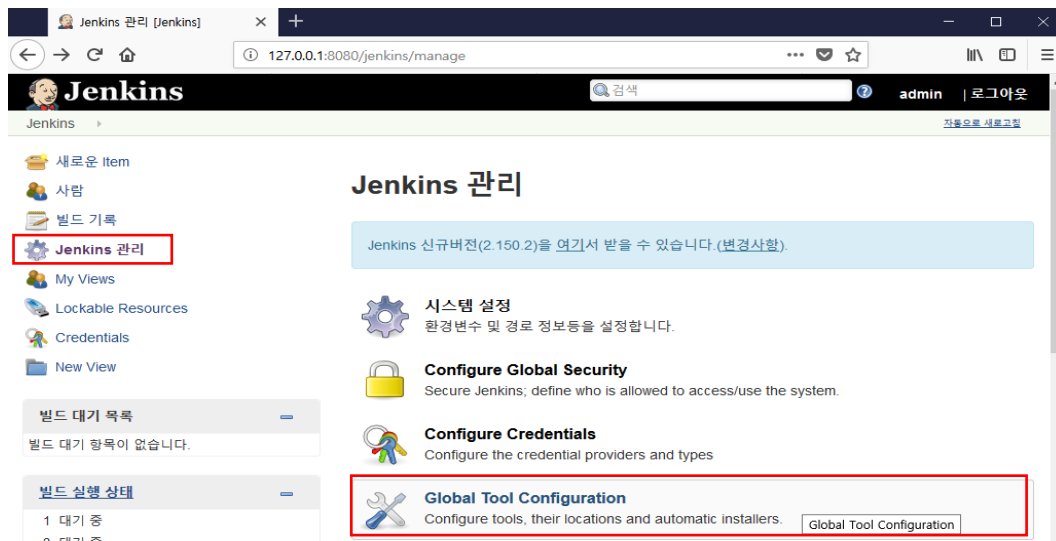 Jenkins 관리 [Jenkins]
127.0.0.1:8080/jenkins/manage
Jenkins
검색
admin
| 로그아웃
Jenkins
자동으로 새로고침
새로운 Item
사람
빌드 기록
Jenkins 관리
My Views
Lockable Resources
Credentials
New View
빌드 대기 목록
빌드 대기 항목이 없습니다.
빌드 실행 상태
1 대기 중
Jenkins 관리
Jenkins 신규버전(2.150.2)을 여기서 받을 수 있습니다.(변경사항).
시스템 설정
환경변수 및 경로 정보등을 설정합니다.
Configure Global Security
Secure Jenkins; define who is allowed to access/use the system.
Configure Credentials
Configure the credential providers and types
Global Tool Configuration
Configure tools, their locations and automatic installers.
Global Tool Configuration